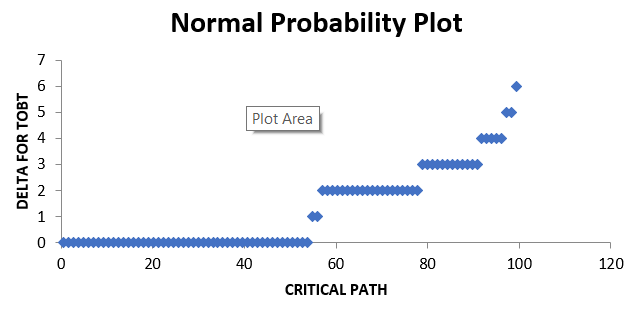 Normal Probability Plot
7
6
5
4
3
2
1
0
DELTA FOR TOBT
Plot Area
0 20 40 60 80 100 120
CRITICAL PATH